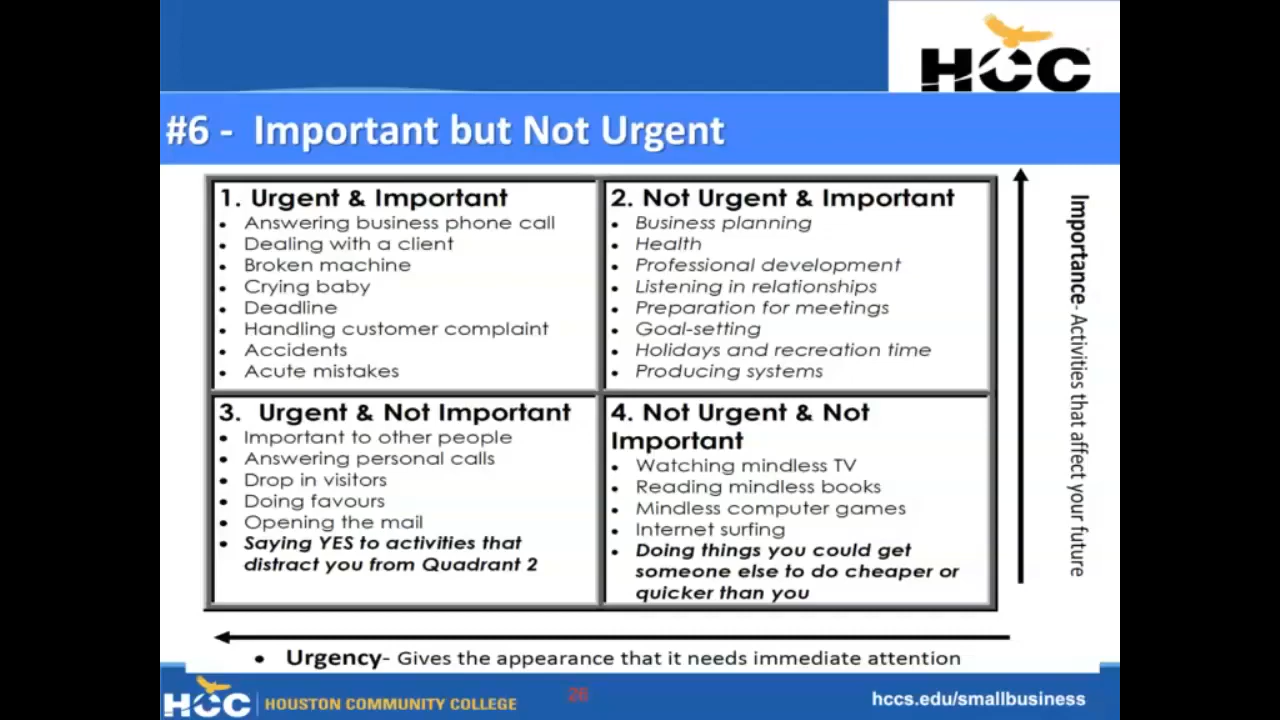 HCC
#6 - Important but Not Urgent
1. Urgent & Important
• Answering business phone call
• Dealing with a client
• Broken machine
• Crying baby
• Deadline
• Handling customer complaint
• Accidents
• Acute mistakes
2. Not Urgent & Important
• Business planning
• Health
• Professional development
• Listening in relationships
• Preparation for meetings
• Goal-setting
• Holidays and recreation time
• Producing systems
3. Urgent & Not Important
• Important to other people
• Answering personal calls
• Drop in visitors
• Doing favours
• Opening the mail
• Saying YES to activities that
distract you from Quadrant 2
4. Not Urgent & Not
Important
• Watching mindless TV
• Reading mindless books
• Mindless computer games
• Internet surfing
• Doing things you could get
someone else to do cheaper or
quicker than you
Importance- Activities that affect your future
• Urgency- Gives the appearance that it needs immediate attention
HCC HOUSTON COMMUNITY COLLEGE
26
hccs.edu/smallbusiness